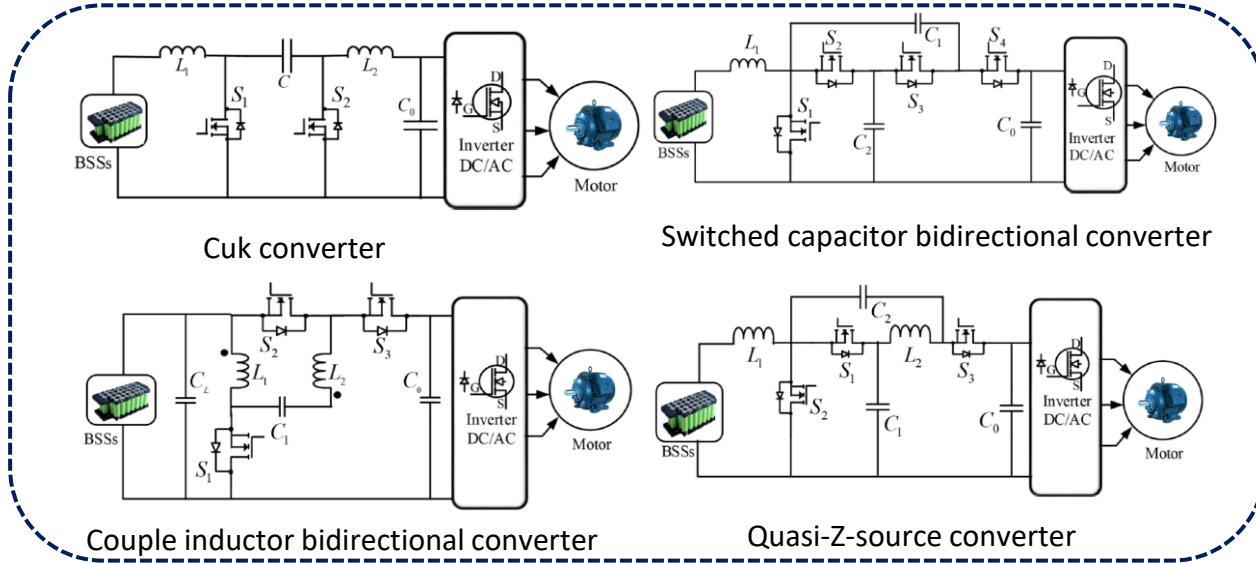 L₁
C
L₂
S₁
S₂
C₀
D
G
S
Inverter
DC/AC
BSSs
Motor
Cuk converter
L₁
S₂
C₁
S₄
S₁
S₃
C₂
C₀
D
G
S
Inverter
DC/AC
BSSs
Motor
Switched capacitor bidirectional converter
S₂
S₃
L₁
L₂
C_L
C₁
C₀
S₁
D
G
S
Inverter
DC/AC
BSSs
Motor
Couple inductor bidirectional converter
C₂
L₁
S₁
L₂
S₃
S₂
C₁
C₀
D
G
S
Inverter
DC/AC
BSSs
Motor
Quasi-Z-source converter